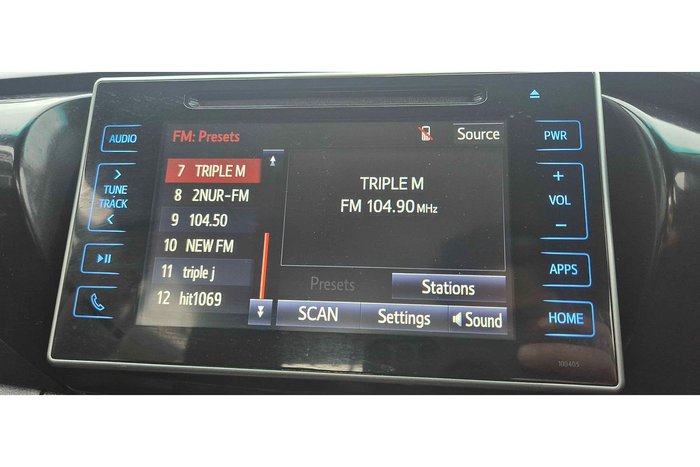 AUDIO
FM: Presets
Source
PWR
7 TRIPLE M
8 2NUR-FM
9 104.50
10 NEW FM
11 triple j
12 hit1069
TRIPLE M
FM 104.90 MHz
TUNE
TRACK
+
VOL
−
Presets
Stations
APPS
SCAN
Settings
Sound
HOME
100405